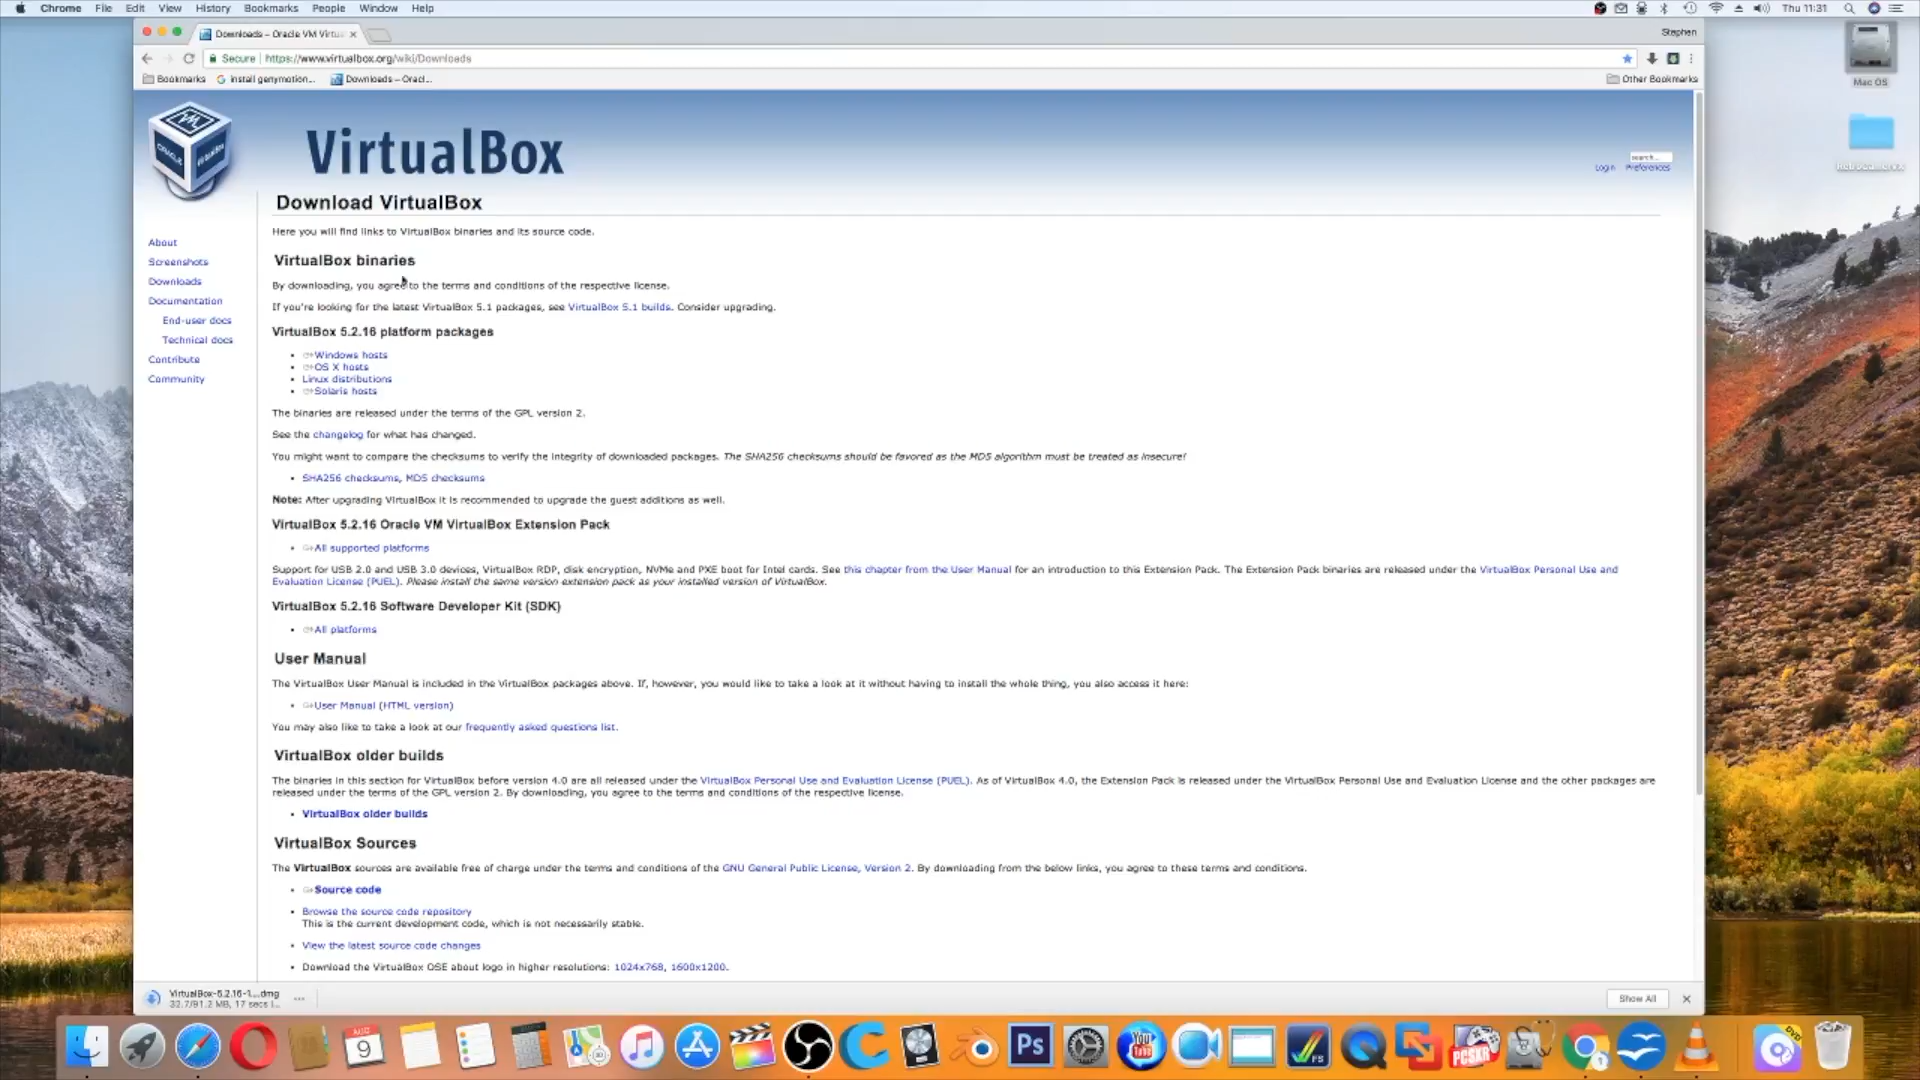 Chrome File Edit View History Bookmarks People Window Help
Thu 11:31
Downloads – Oracle VM Virtu
Stephen
Secure https://www.virtualbox.org/wiki/Downloads
Bookmarks install genymotion... Downloads – Oracl...
Other Bookmarks
Mac OS
VirtualBox
search...
Login Preferences
Download VirtualBox
Here you will find links to VirtualBox binaries and its source code.
About
Screenshots
Downloads
Documentation
End-user docs
Technical docs
Contribute
Community
VirtualBox binaries
By downloading, you agree to the terms and conditions of the respective license.
If you're looking for the latest VirtualBox 5.1 packages, see VirtualBox 5.1 builds. Consider upgrading.
VirtualBox 5.2.16 platform packages
Windows hosts
OS X hosts
Linux distributions
Solaris hosts
The binaries are released under the terms of the GPL version 2.
See the changelog for what has changed.
You might want to compare the checksums to verify the integrity of downloaded packages. The SHA256 checksums should be favored as the MD5 algorithm must be treated as insecure!
SHA256 checksums, MD5 checksums
Note: After upgrading VirtualBox it is recommended to upgrade the guest additions as well.
VirtualBox 5.2.16 Oracle VM VirtualBox Extension Pack
All supported platforms
Support for USB 2.0 and USB 3.0 devices, VirtualBox RDP, disk encryption, NVMe and PXE boot for Intel cards. See this chapter from the User Manual for an introduction to this Extension Pack. The Extension Pack binaries are released under the VirtualBox Personal Use and
Evaluation License (PUEL). Please install the same version extension pack as your installed version of VirtualBox.
VirtualBox 5.2.16 Software Developer Kit (SDK)
All platforms
User Manual
The VirtualBox User Manual is included in the VirtualBox packages above. If, however, you would like to take a look at it without having to install the whole thing, you also access it here:
User Manual (HTML version)
You may also like to take a look at our frequently asked questions list.
VirtualBox older builds
The binaries in this section for VirtualBox before version 4.0 are all released under the VirtualBox Personal Use and Evaluation License (PUEL). As of VirtualBox 4.0, the Extension Pack is released under the VirtualBox Personal Use and Evaluation License and the other packages are
released under the terms of the GPL version 2. By downloading, you agree to the terms and conditions of the respective license.
VirtualBox older builds
VirtualBox Sources
The VirtualBox sources are available free of charge under the terms and conditions of the GNU General Public License, Version 2. By downloading from the below links, you agree to these terms and conditions.
Source code
Browse the source code repository
This is the current development code, which is not necessarily stable.
View the latest source code changes
Download the VirtualBox OSE about logo in higher resolutions: 1024x768, 1600x1200.
VirtualBox-5.2.16-1....dmg
32.7/91.2 MB, 17 secs l...
Show All
AUG
9
Ps
You Tube
FS
PCSXR
DVD